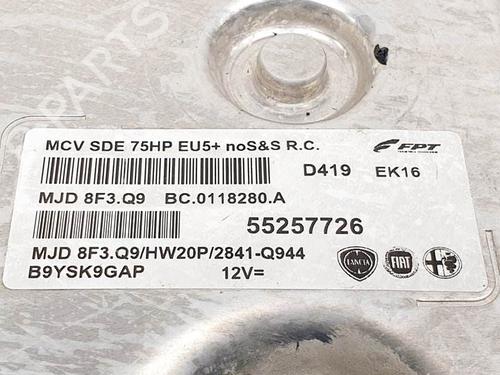 MCV SDE 75HP EU5+ noS&S R.C.
FPT
D419 EK16
MJD 8F3.Q9 BC.0118280.A
55257726
MJD 8F3.Q9/HW20P/2841-Q944
B9YSK9GAP 12V=
LANCIA FIAT